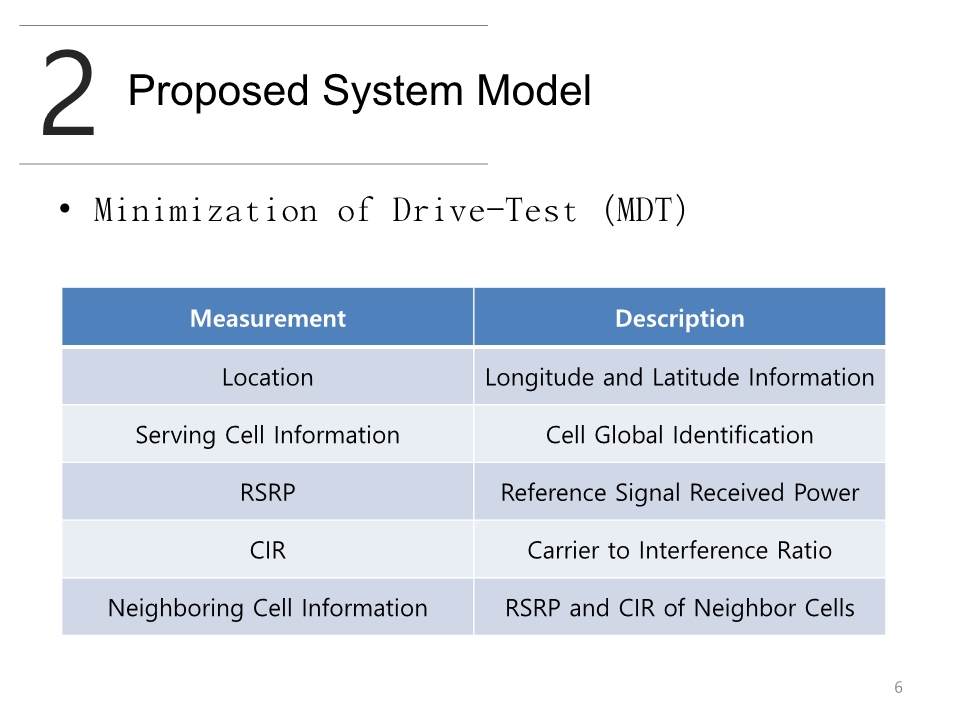 2 Proposed System Model
• Minimization of Drive-Test (MDT)
Measurement Description
Location Longitude and Latitude Information
Serving Cell Information Cell Global Identification
RSRP Reference Signal Received Power
CIR Carrier to Interference Ratio
Neighboring Cell Information RSRP and CIR of Neighbor Cells
6